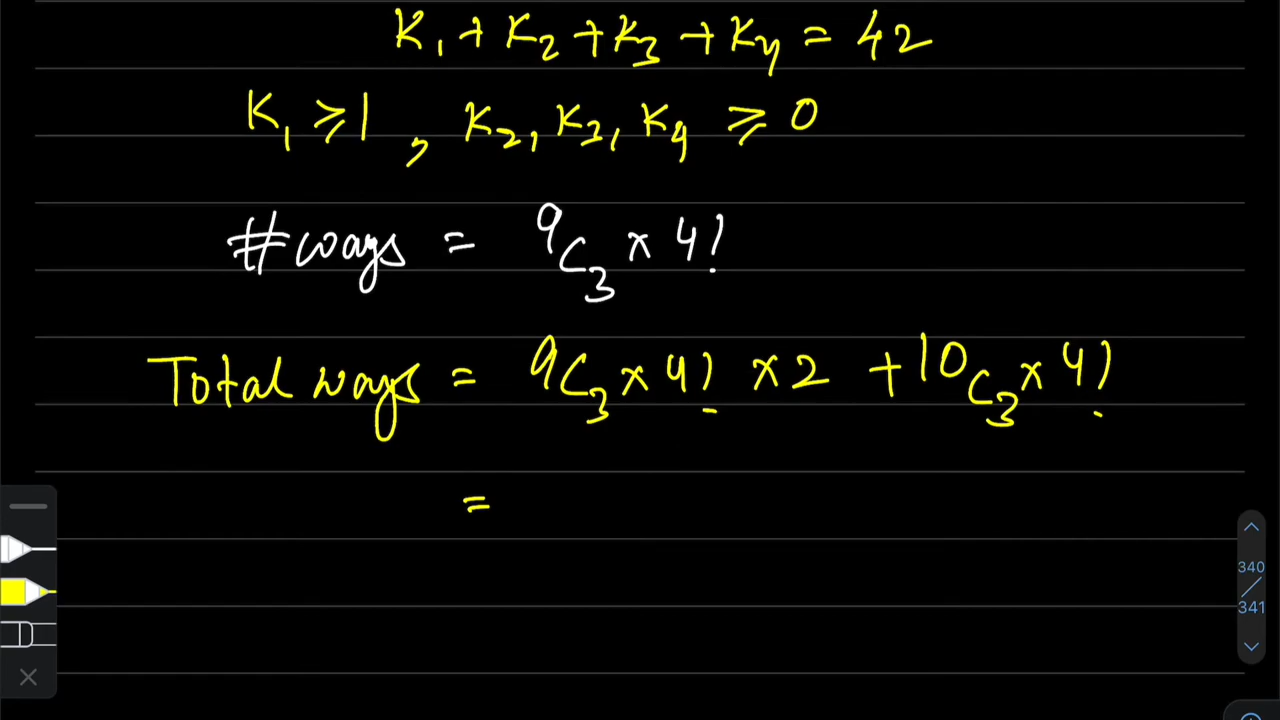 K₁ + K₂ + K₃ + K₄ = 42
K₁ ⩾ 1 , K₂, K₃, K₄ ⩾ 0
#ways = ⁹C₃ × 4!
Total ways = ⁹C₃ × 4! × 2 + ¹⁰C₃ × 4!
=
340
341